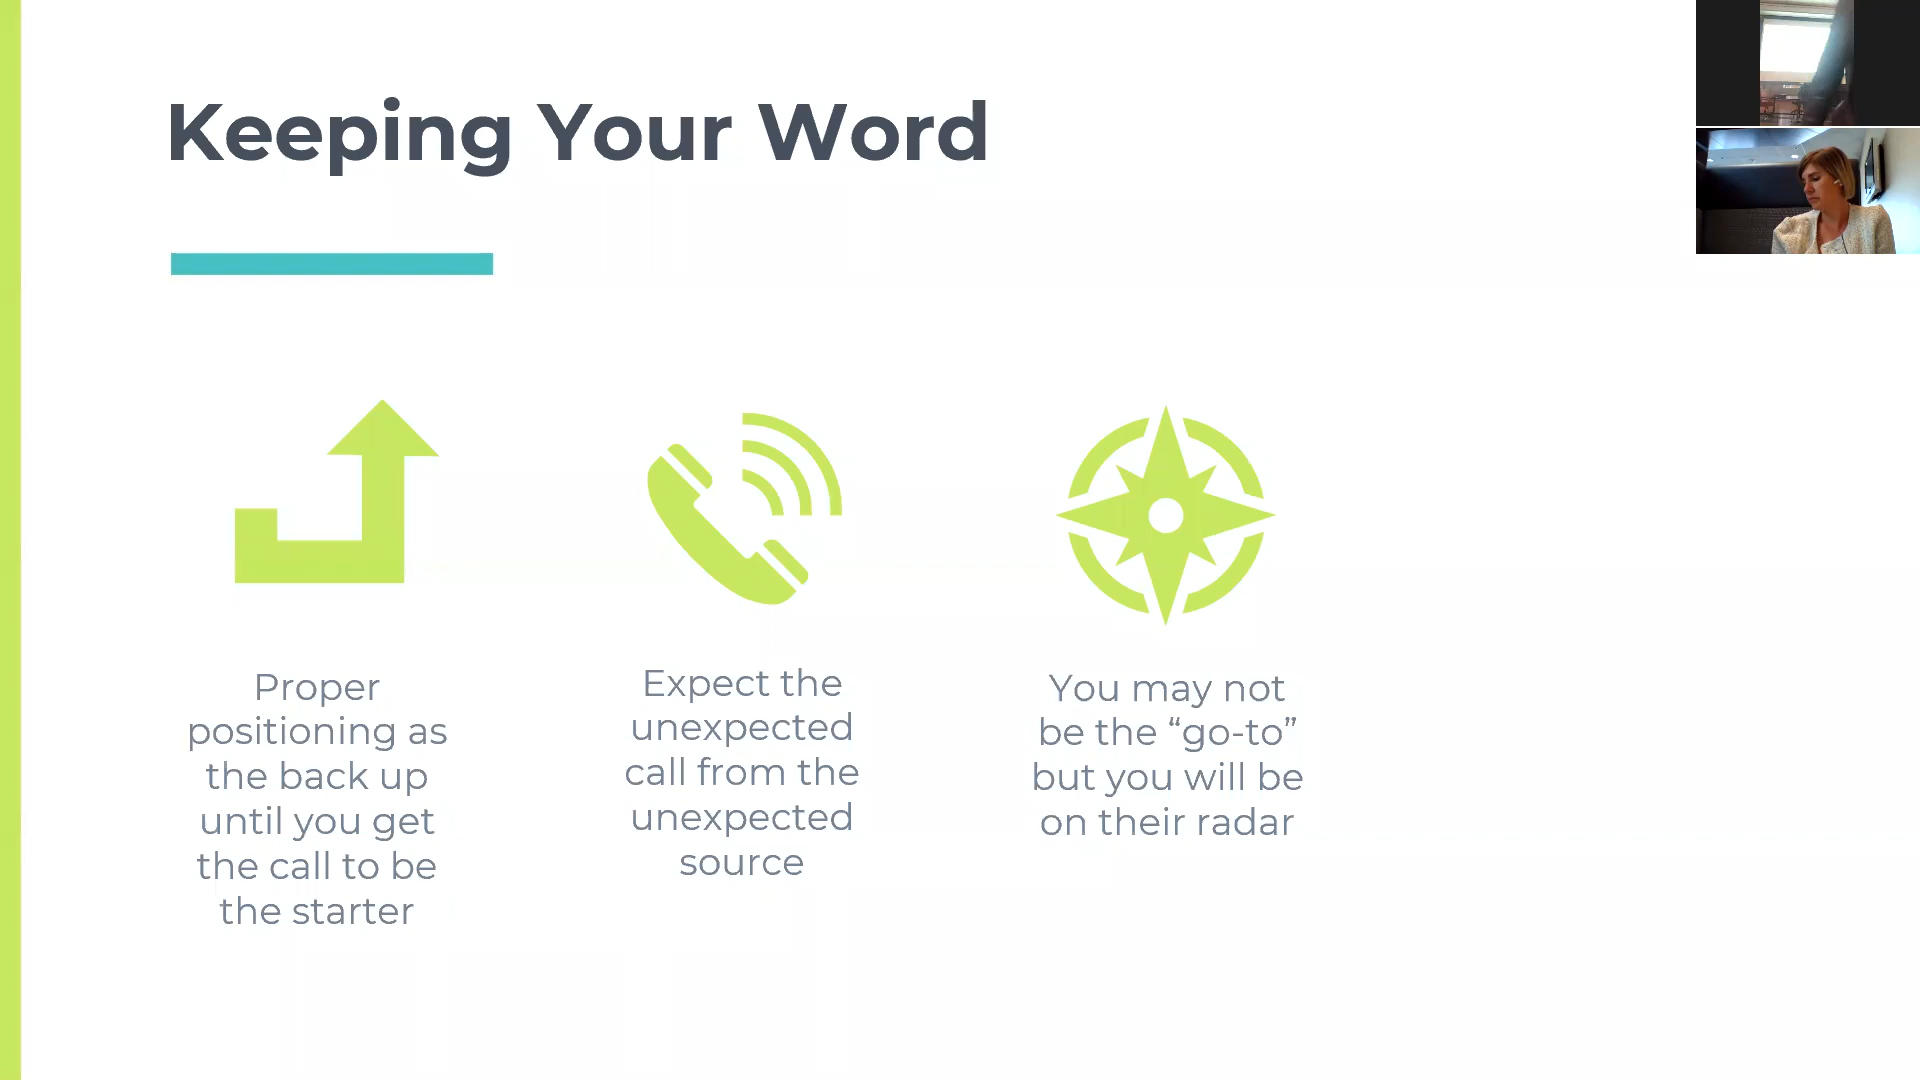 Keeping Your Word
Proper
positioning as
the back up
until you get
the call to be
the starter
Expect the
unexpected
call from the
unexpected
source
You may not
be the “go-to”
but you will be
on their radar